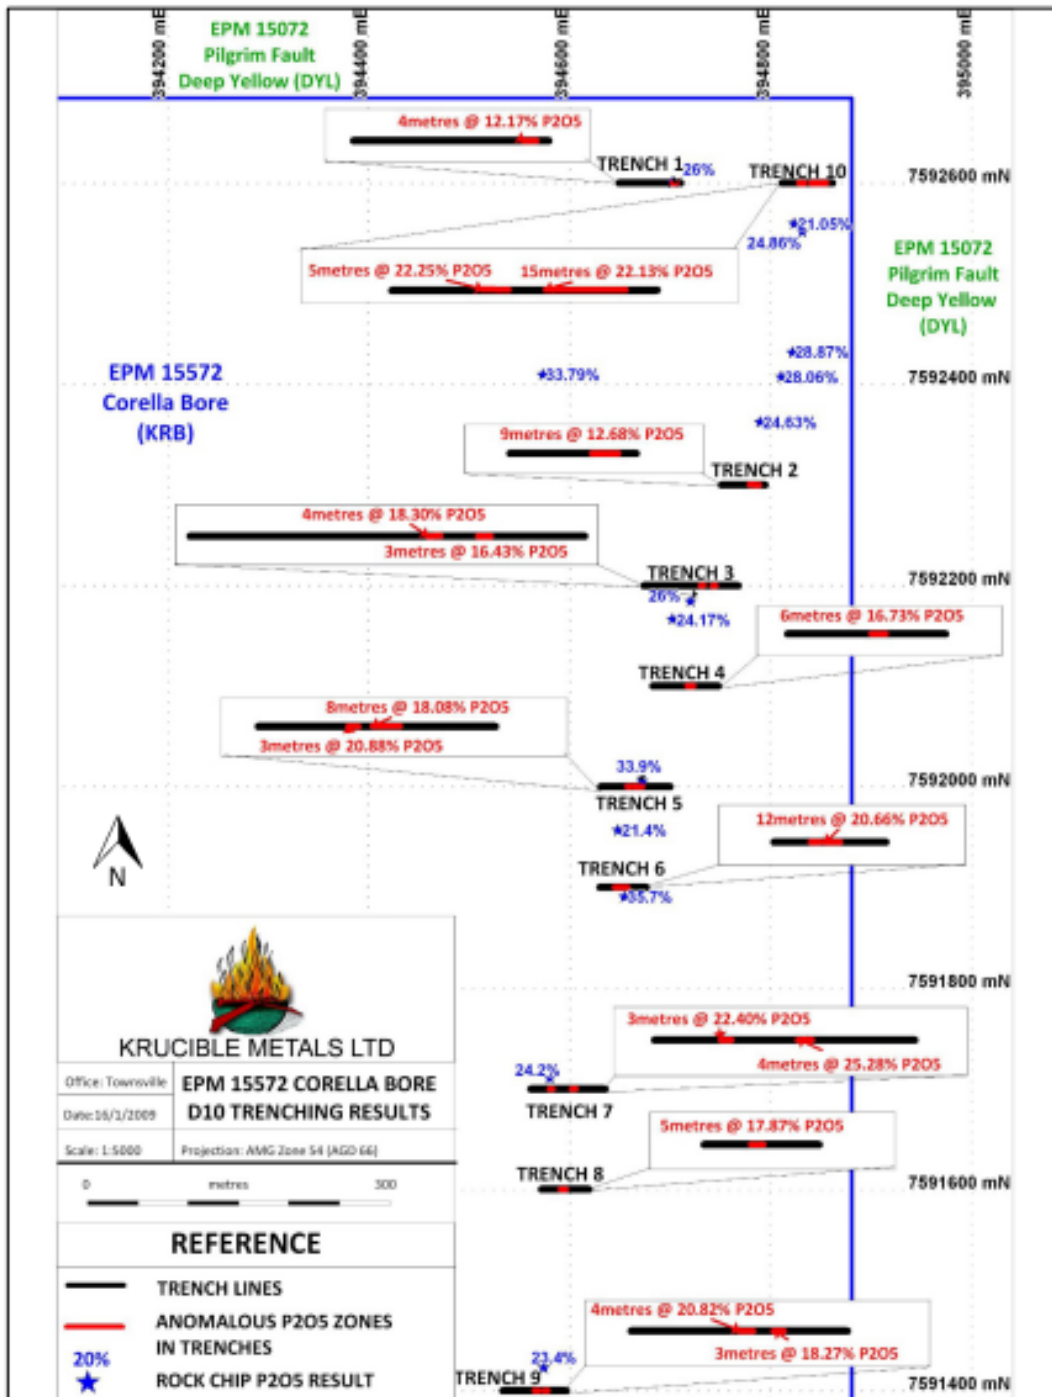 394200 mE
394400 mE
394600 mE
394800 mE
395000 mE
EPM 15072
Pilgrim Fault
Deep Yellow (DYL)
4metres @ 12.17% P2O5
TRENCH 1
26%
TRENCH 10
7592600 mN
21.05%
24.86%
5metres @ 22.25% P2O5
15metres @ 22.13% P2O5
EPM 15072
Pilgrim Fault
Deep Yellow
(DYL)
EPM 15572
Corella Bore
(KRB)
33.79%
28.87%
28.06%
7592400 mN
24.63%
9metres @ 12.68% P2O5
TRENCH 2
4metres @ 18.30% P2O5
3metres @ 16.43% P2O5
TRENCH 3
7592200 mN
26%
24.17%
6metres @ 16.73% P2O5
TRENCH 4
8metres @ 18.08% P2O5
3metres @ 20.88% P2O5
33.9%
7592000 mN
TRENCH 5
21.4%
12metres @ 20.66% P2O5
TRENCH 6
35.7%
N
7591800 mN
3metres @ 22.40% P2O5
4metres @ 25.28% P2O5
24.2%
TRENCH 7
5metres @ 17.87% P2O5
TRENCH 8
7591600 mN
4metres @ 20.82% P2O5
3metres @ 18.27% P2O5
23.4%
TRENCH 9
7591400 mN
KRUCIBLE METALS LTD
Office: Townsville
EPM 15572 CORELLA BORE
D10 TRENCHING RESULTS
Date:16/1/2009
Scale: 1:5000
Projection: AMG Zone 54 (AGD 66)
0 metres 300
REFERENCE
TRENCH LINES
ANOMALOUS P2O5 ZONES
IN TRENCHES
20%
ROCK CHIP P2O5 RESULT